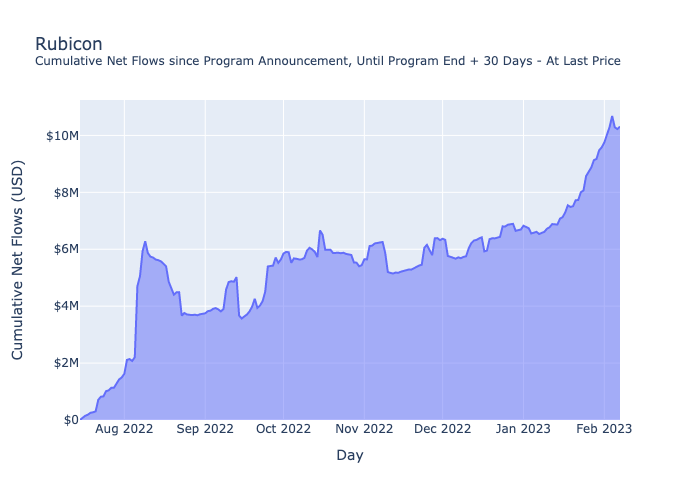 Rubicon
Cumulative Net Flows since Program Announcement, Until Program End + 30 Days - At Last Price
Cumulative Net Flows (USD)
$10M
$8M
$6M
$4M
$2M
$0
Aug 2022 Sep 2022 Oct 2022 Nov 2022 Dec 2022 Jan 2023 Feb 2023
Day